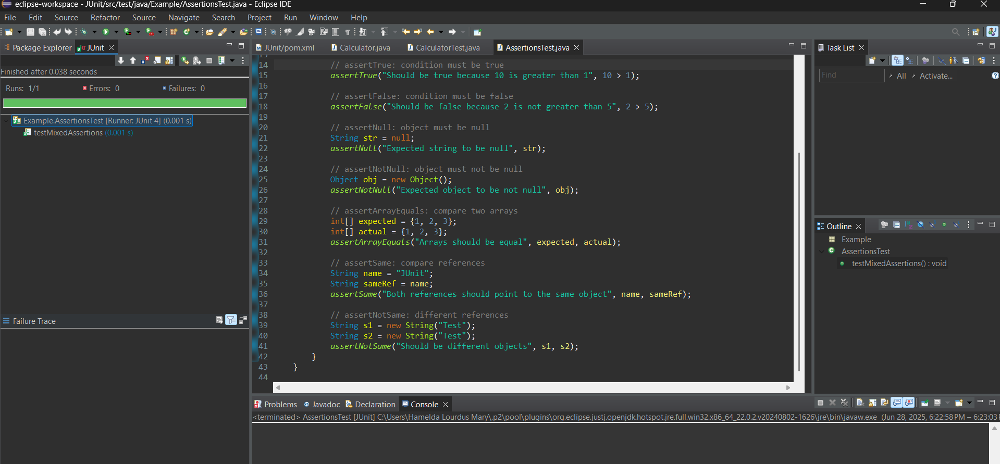 eclipse-workspace - JUnit/src/test/java/Example/AssertionsTest.java - Eclipse IDE
File Edit Source Refactor Source Navigate Search Project Run Window Help
Package Explorer JUnit
Finished after 0.038 seconds
Runs: 1/1 Errors: 0 Failures: 0
Example.AssertionsTest [Runner: JUnit 4] (0.001 s)
testMixedAssertions (0.001 s)
Failure Trace
JUnit/pom.xml Calculator.java CalculatorTest.java AssertionsTest.java
14 // assertTrue: condition must be true
15 assertTrue("Should be true because 10 is greater than 1", 10 > 1);
16
17 // assertFalse: condition must be false
18 assertFalse("Should be false because 2 is not greater than 5", 2 > 5);
19
20 // assertNull: object must be null
21 String str = null;
22 assertNull("Expected string to be null", str);
23
24 // assertNotNull: object must not be null
25 Object obj = new Object();
26 assertNotNull("Expected object to be not null", obj);
27
28 // assertArrayEquals: compare two arrays
29 int[] expected = {1, 2, 3};
30 int[] actual = {1, 2, 3};
31 assertArrayEquals("Arrays should be equal", expected, actual);
32
33 // assertSame: compare references
34 String name = "JUnit";
35 String sameRef = name;
36 assertSame("Both references should point to the same object", name, sameRef);
37
38 // assertNotSame: different references
39 String s1 = new String("Test");
40 String s2 = new String("Test");
41 assertNotSame("Should be different objects", s1, s2);
42 }
43 }
44
Problems Javadoc Declaration Console
<terminated> AssertionsTest [JUnit] C:\Users\Hamelda Lourdus Mary\.p2\pool\plugins\org.eclipse.justj.openjdk.hotspot.jre.full.win32.x86_64_22.0.2.v20240802-1626\jre\bin\javaw.exe (Jun 28, 2025, 6:22:58 PM – 6:23:03
Task List
Find All Activate...
Outline
Example
AssertionsTest
testMixedAssertions() : void